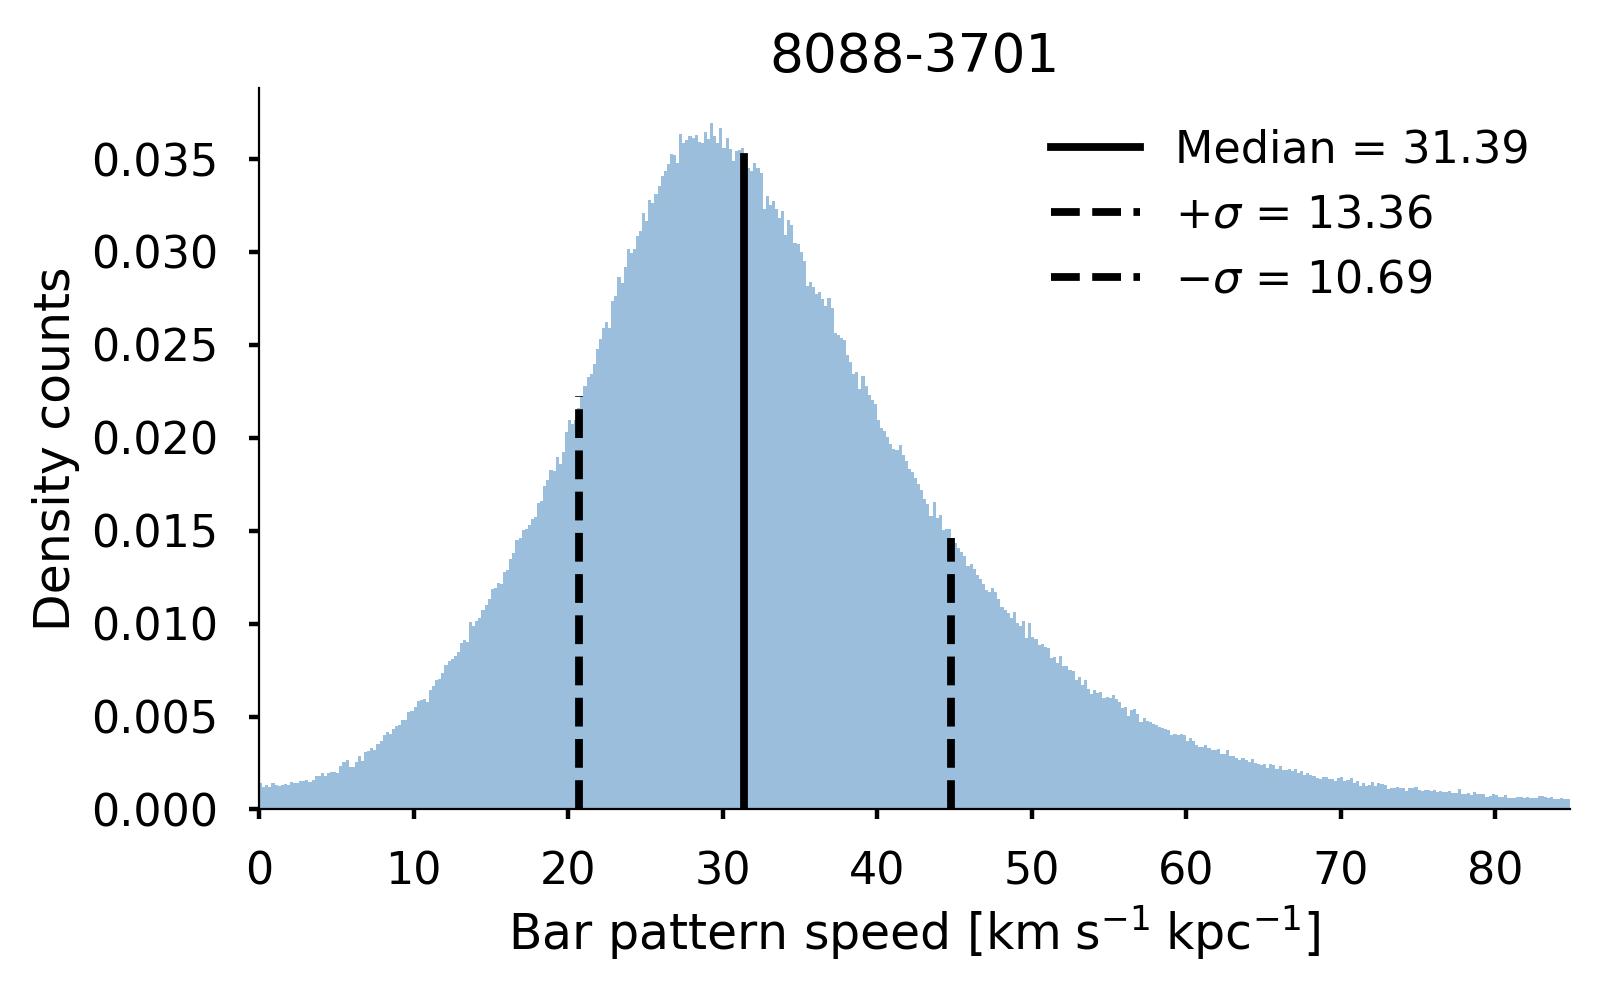 8088-3701
Median = 31.39
+σ = 13.36
−σ = 10.69
Density counts
0.035
0.030
0.025
0.020
0.015
0.010
0.005
0.000
0 10 20 30 40 50 60 70 80
Bar pattern speed [km s⁻¹ kpc⁻¹]